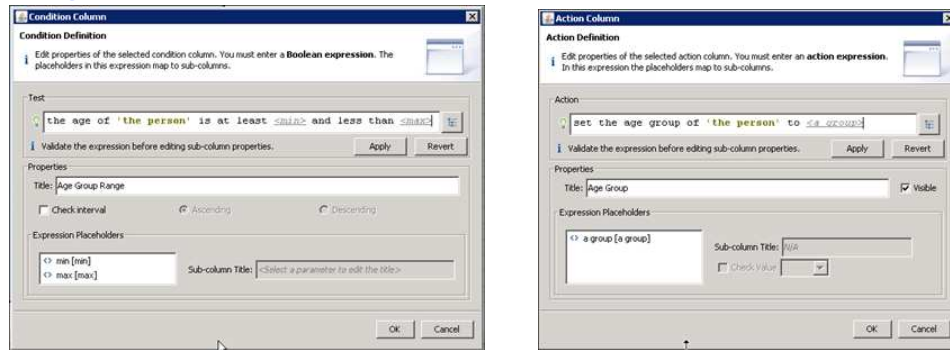 Condition Column
Condition Definition
Edit properties of the selected condition column. You must enter a Boolean expression. The
placeholders in this expression map to sub-columns.
Test
the age of 'the person' is at least <min> and less than <max>
Validate the expression before editing sub-column properties.
Apply
Revert
Properties
Title: Age Group Range
Check interval
Ascending
Descending
Expression Placeholders
<> min [min]
<> max [max]
Sub-column Title: <Select a parameter to edit the title>
OK
Cancel
Action Column
Action Definition
Edit properties of the selected action column. You must enter an action expression.
In this expression the placeholders map to sub-columns.
Action
set the age group of 'the person' to <a group>
Validate the expression before editing sub-column properties.
Apply
Revert
Properties
Title: Age Group
Visible
Expression Placeholders
<> a group [a group]
Sub-column Title: N/A
Check Value
OK
Cancel